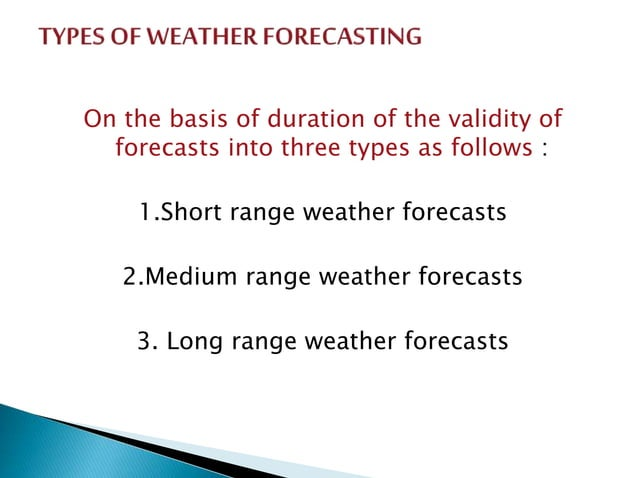 TYPES OF WEATHER FORECASTING
On the basis of duration of the validity of
forecasts into three types as follows :
1.Short range weather forecasts
2.Medium range weather forecasts
3. Long range weather forecasts